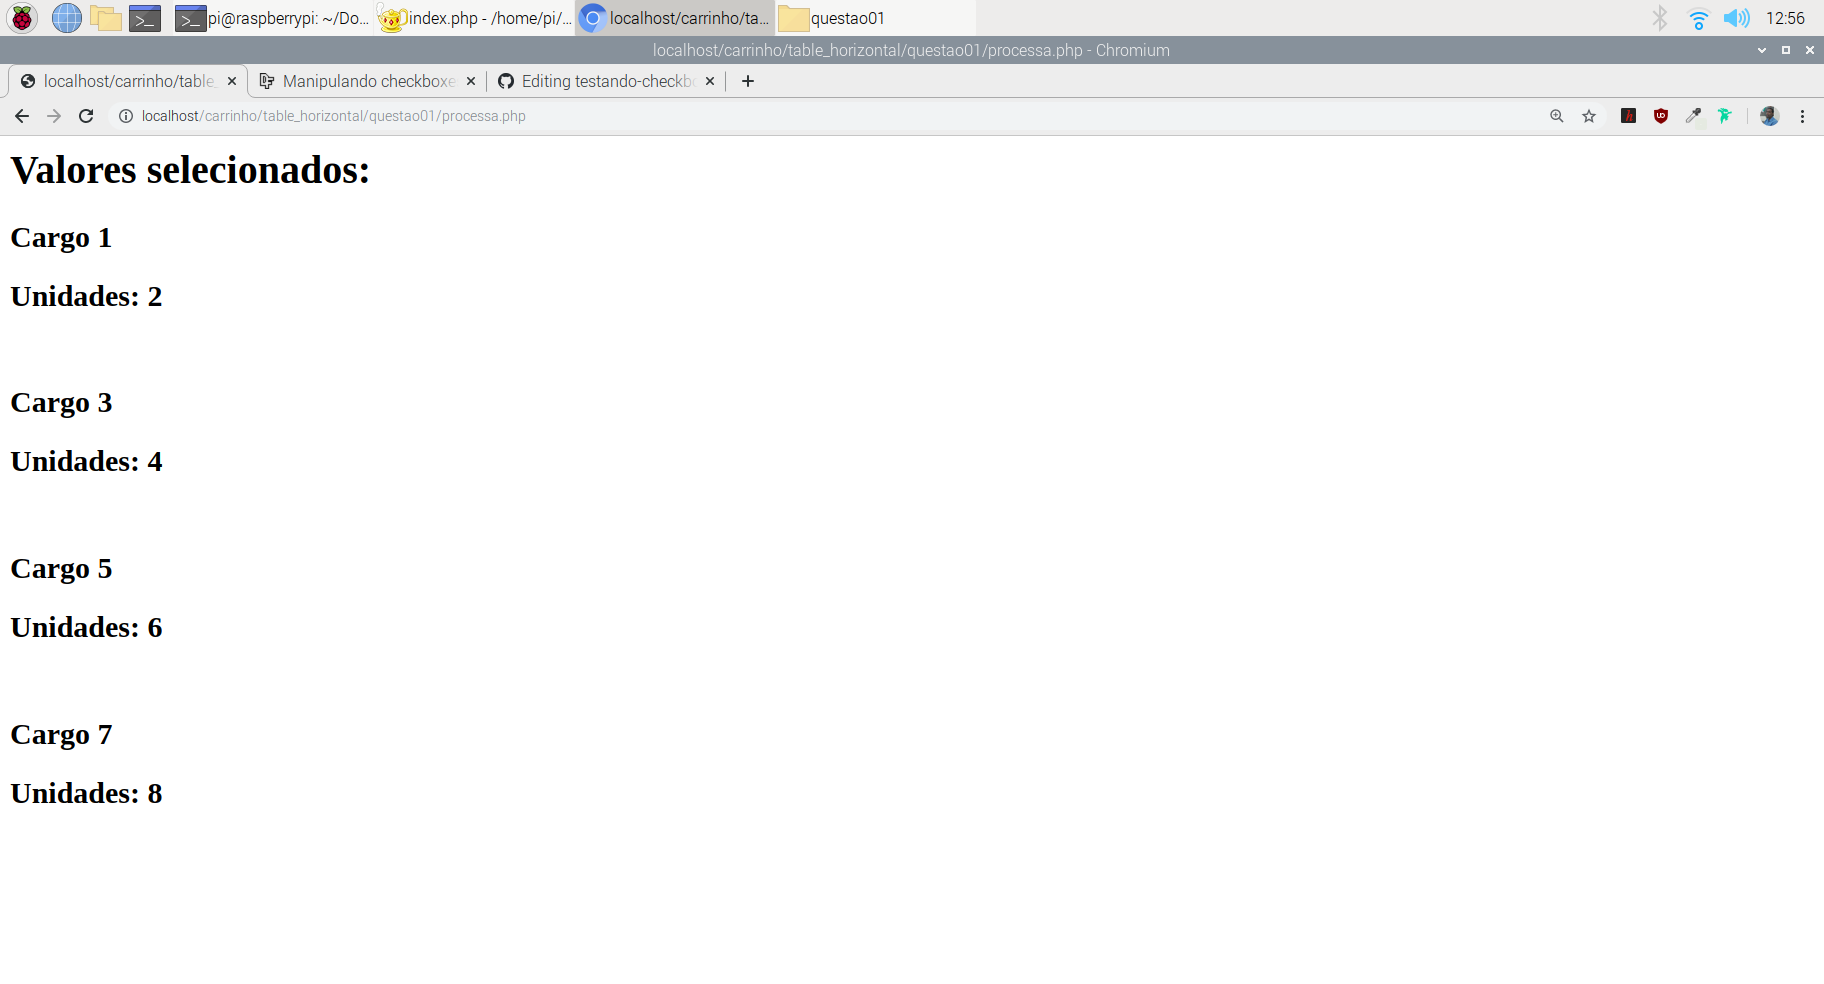 pi@raspberrypi: ~/Do...
index.php - /home/pi/...
localhost/carrinho/ta...
questao01
12:56
localhost/carrinho/table_horizontal/questao01/processa.php - Chromium
localhost/carrinho/table_
Manipulando checkboxe
Editing testando-checkb
localhost/carrinho/table_horizontal/questao01/processa.php
Valores selecionados:
Cargo 1
Unidades: 2
Cargo 3
Unidades: 4
Cargo 5
Unidades: 6
Cargo 7
Unidades: 8